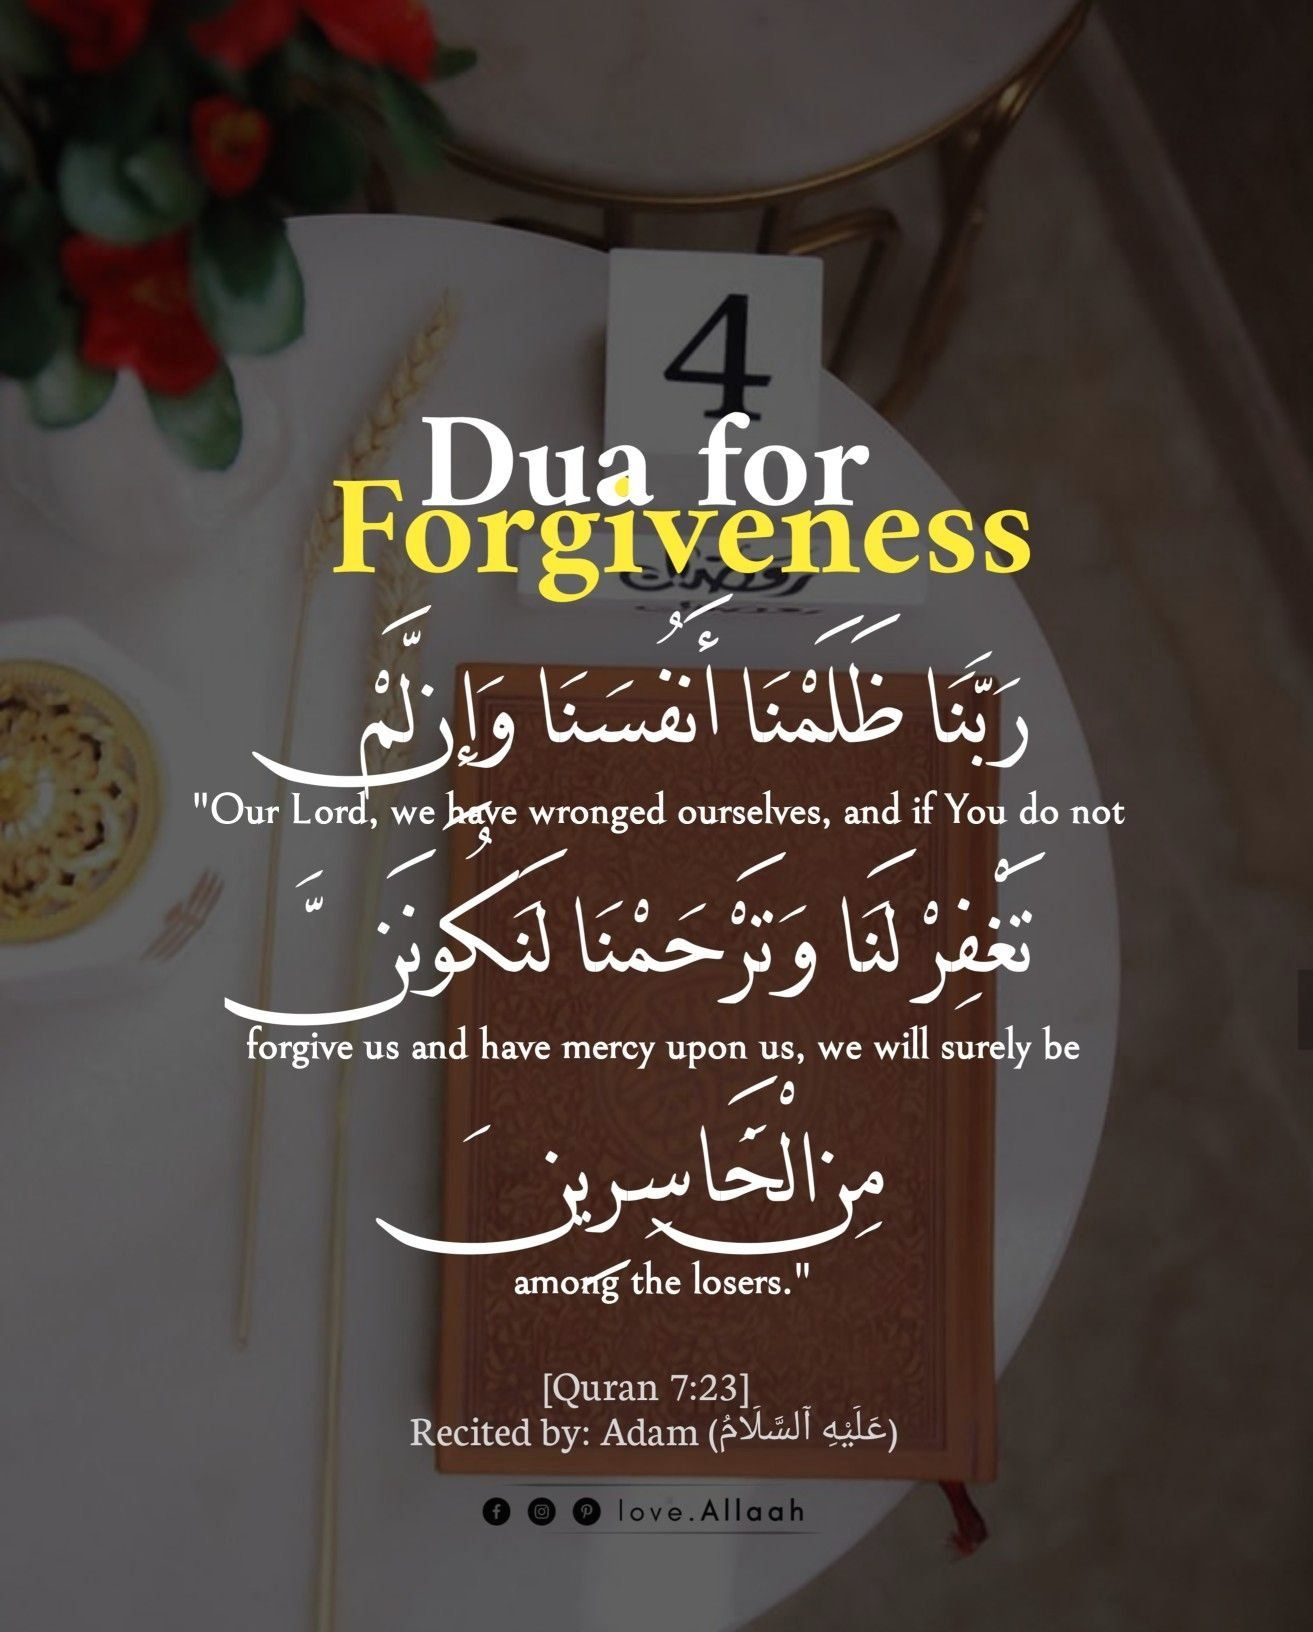 4
Dua for
Forgiveness
رَبَّنَا ظَلَمْنَا أَنفُسَنَا وَإِن لَّمْ
"Our Lord, we have wronged ourselves, and if You do not
تَغْفِرْ لَنَا وَتَرْحَمْنَا لَنَكُونَنَّ
forgive us and have mercy upon us, we will surely be
مِنَ الْخَاسِرِينَ
among the losers."
[Quran 7:23]
Recited by: Adam (عَلَيْهِ ٱلسَّلَامُ)
love.Allaah